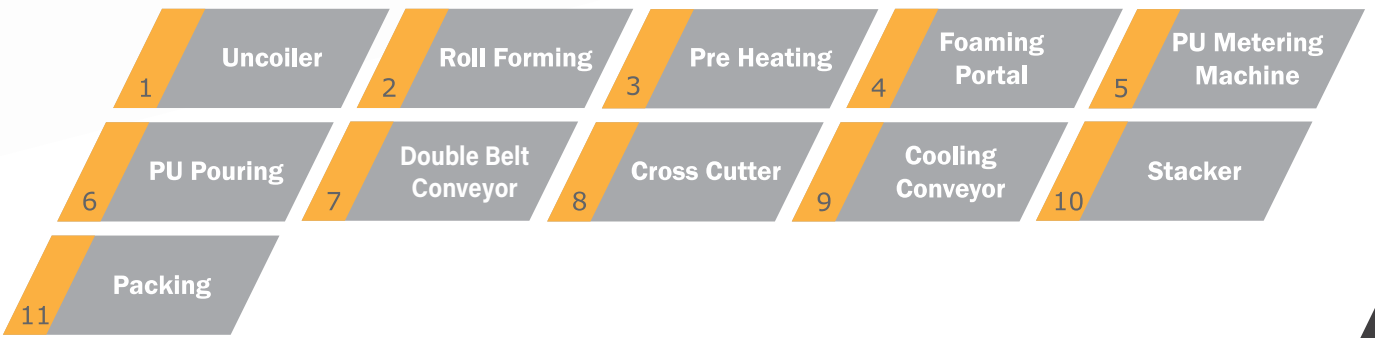 1 Uncoiler
2 Roll Forming
3 Pre Heating
4 Foaming
Portal
5 PU Metering
Machine
6 PU Pouring
7 Double Belt
Conveyor
8 Cross Cutter
9 Cooling
Conveyor
10 Stacker
11 Packing